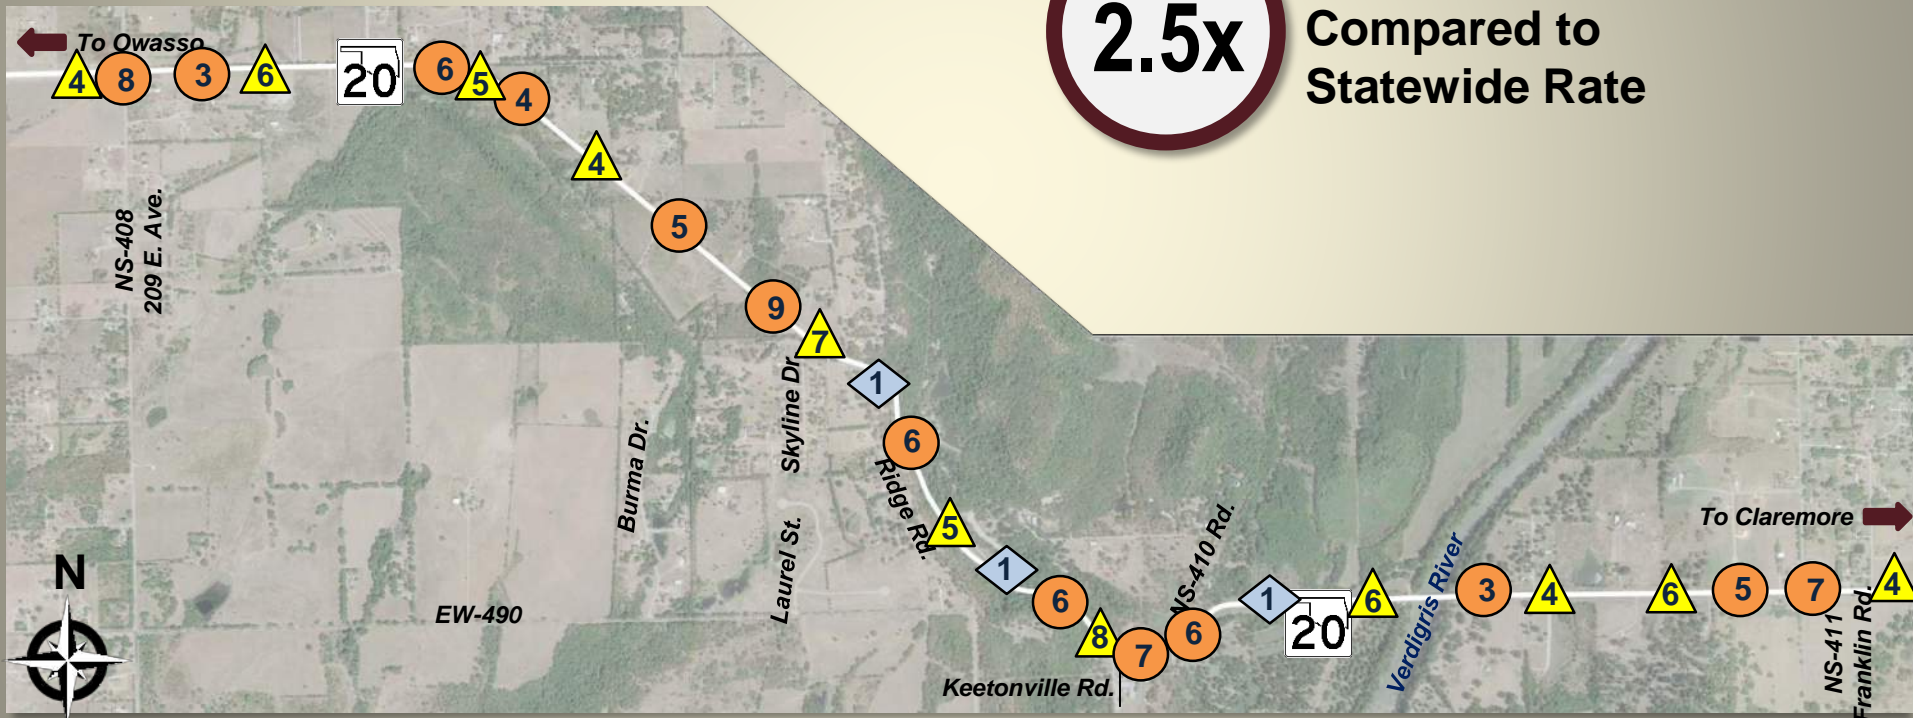 2.5x
Compared to
Statewide Rate
To Owasso
4
8
3
6
20
6
5
4
4
5
9
7
1
6
5
1
6
8
7
6
1
20
6
3
4
6
5
7
4
NS-408
209 E. Ave.
Burma Dr.
Skyline Dr
Laurel St.
Ridge Rd.
NS-410 Rd.
Verdigris River
To Claremore
NS-411
Franklin Rd.
EW-490
Keetonville Rd.
N